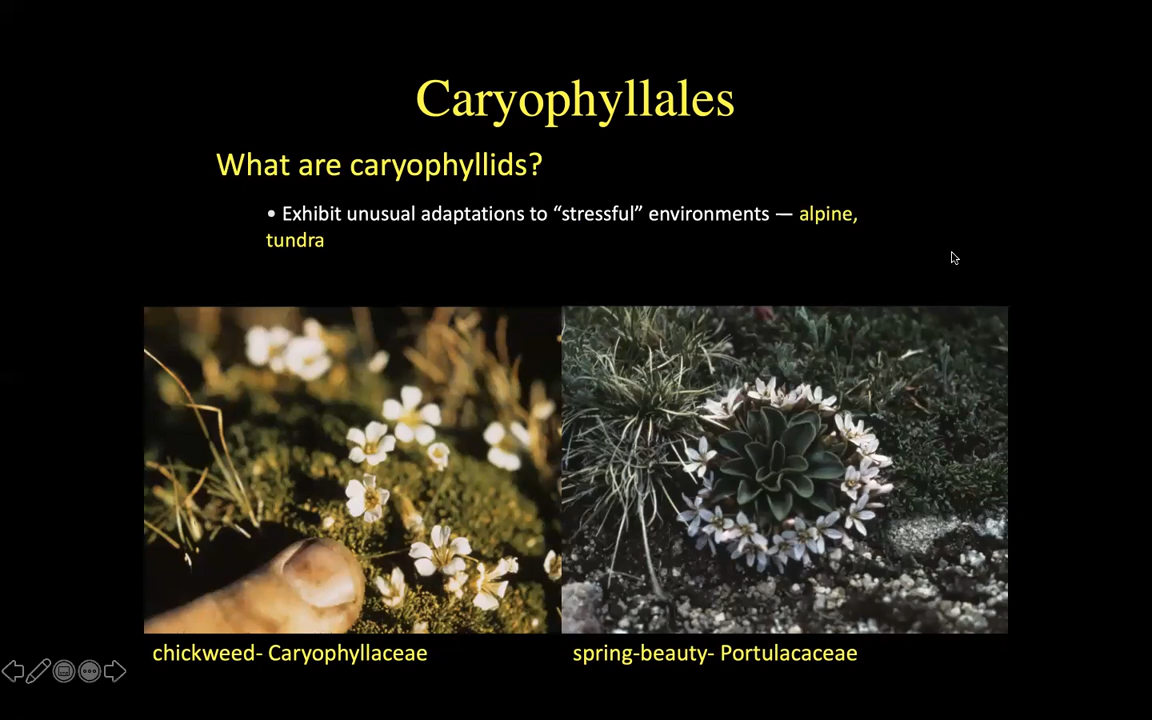 Caryophyllales
What are caryophyllids?
• Exhibit unusual adaptations to “stressful” environments — alpine,
tundra
chickweed- Caryophyllaceae
spring-beauty- Portulacaceae